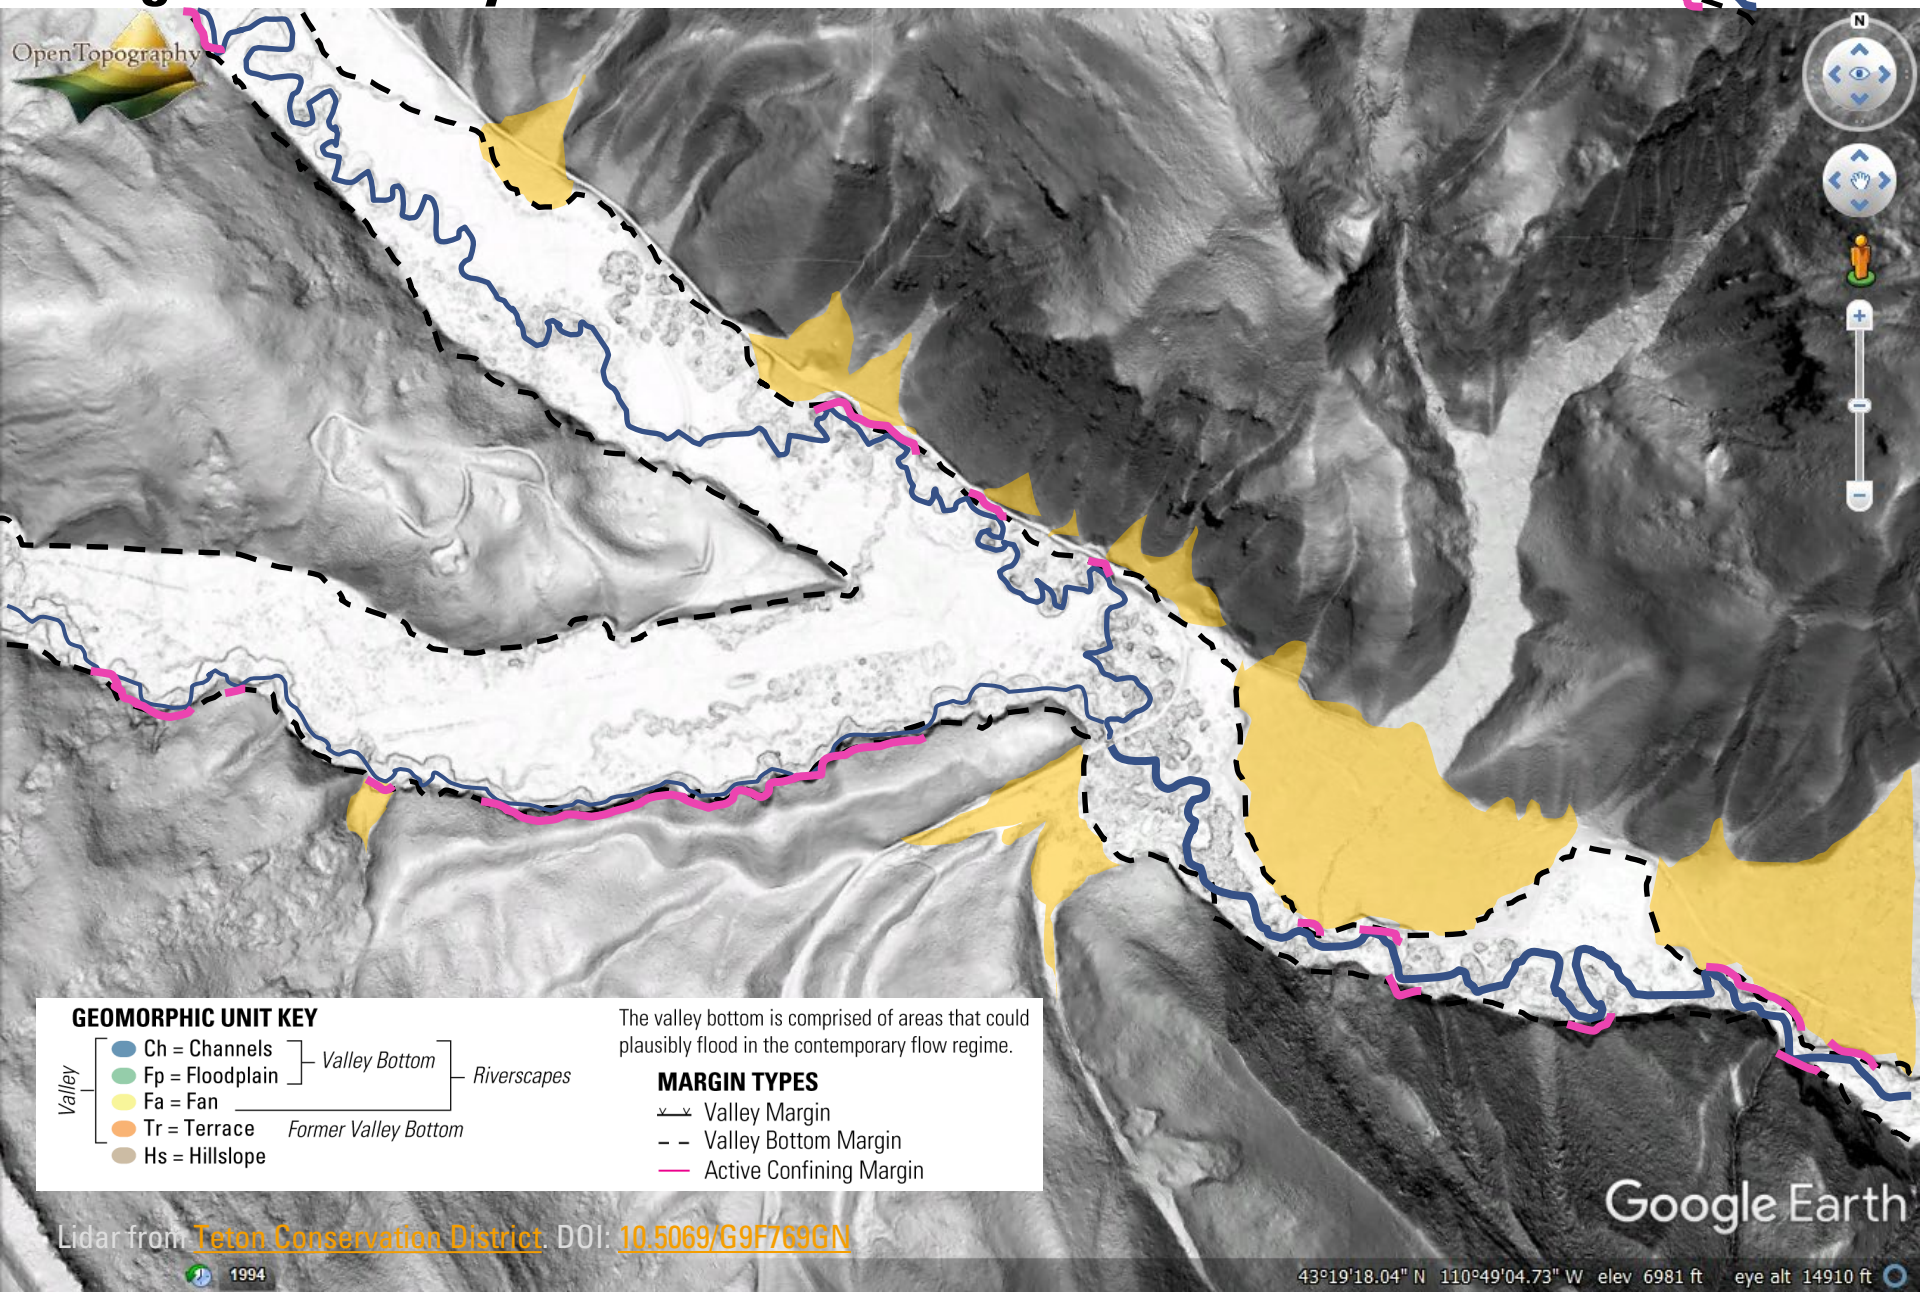 N
OpenTopography
GEOMORPHIC UNIT KEY
Valley
Ch = Channels
Fp = Floodplain
Valley Bottom
Riverscapes
Fa = Fan
Tr = Terrace
Former Valley Bottom
Hs = Hillslope
The valley bottom is comprised of areas that could
plausibly flood in the contemporary flow regime.
MARGIN TYPES
Valley Margin
Valley Bottom Margin
Active Confining Margin
Google Earth
Lidar from Teton Conservation District. DOI: 10.5069/G9F769GN
1994
43°19'18.04" N 110°49'04.73" W elev 6981 ft eye alt 14910 ft